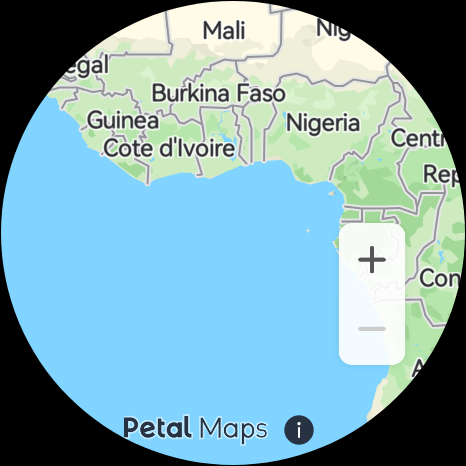 Mali
Nig
egal
Burkina Faso
Guinea
Nigeria
Cote d'Ivoire
Centr
Rep
+
Con
−
A
Petal Maps i